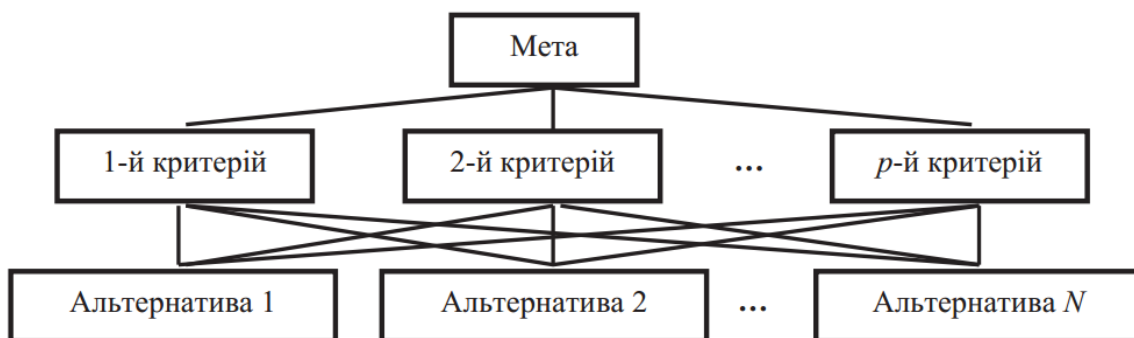 Мета
1-й критерій 2-й критерій ... p-й критерій
Альтернатива 1 Альтернатива 2 ... Альтернатива N